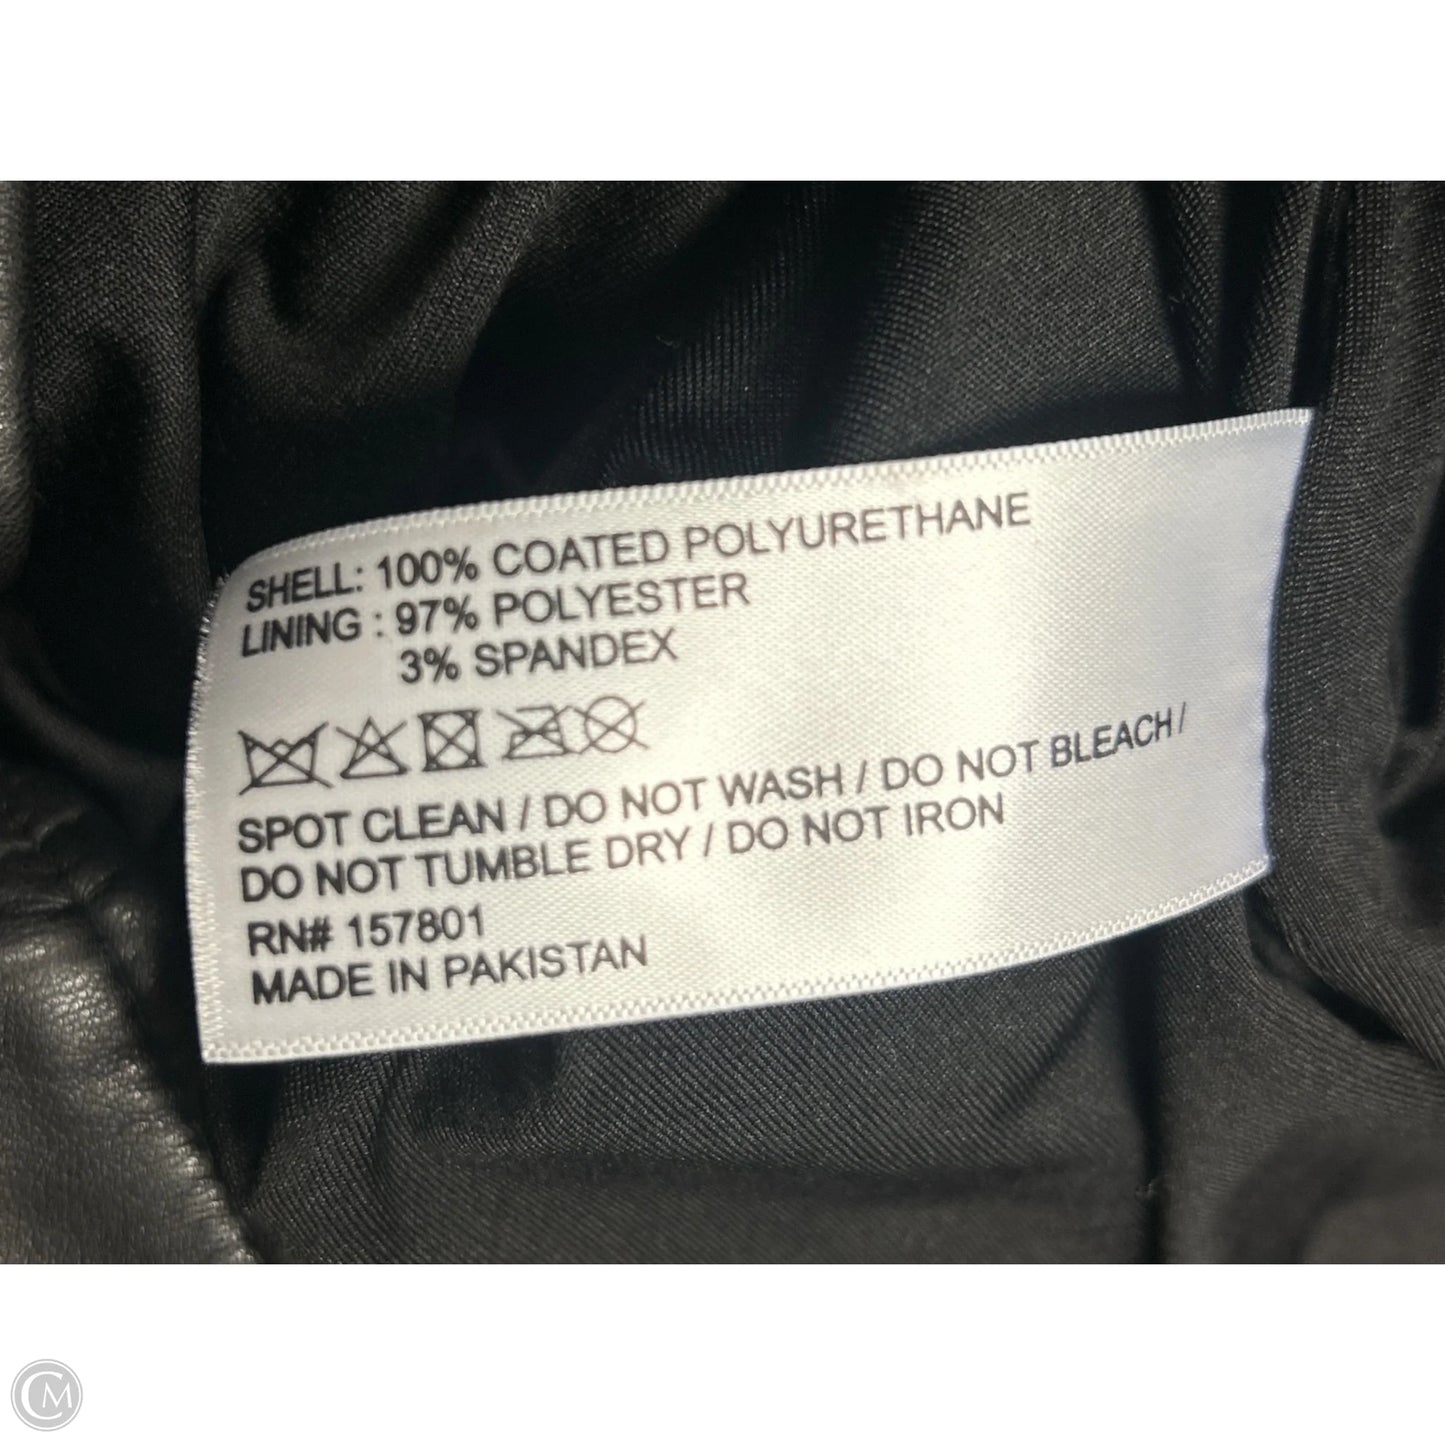 SHELL: 100% COATED POLYURETHANE
LINING : 97% POLYESTER
3% SPANDEX
SPOT CLEAN / DO NOT WASH / DO NOT BLEACH /
DO NOT TUMBLE DRY / DO NOT IRON
RN# 157801
MADE IN PAKISTAN
CM